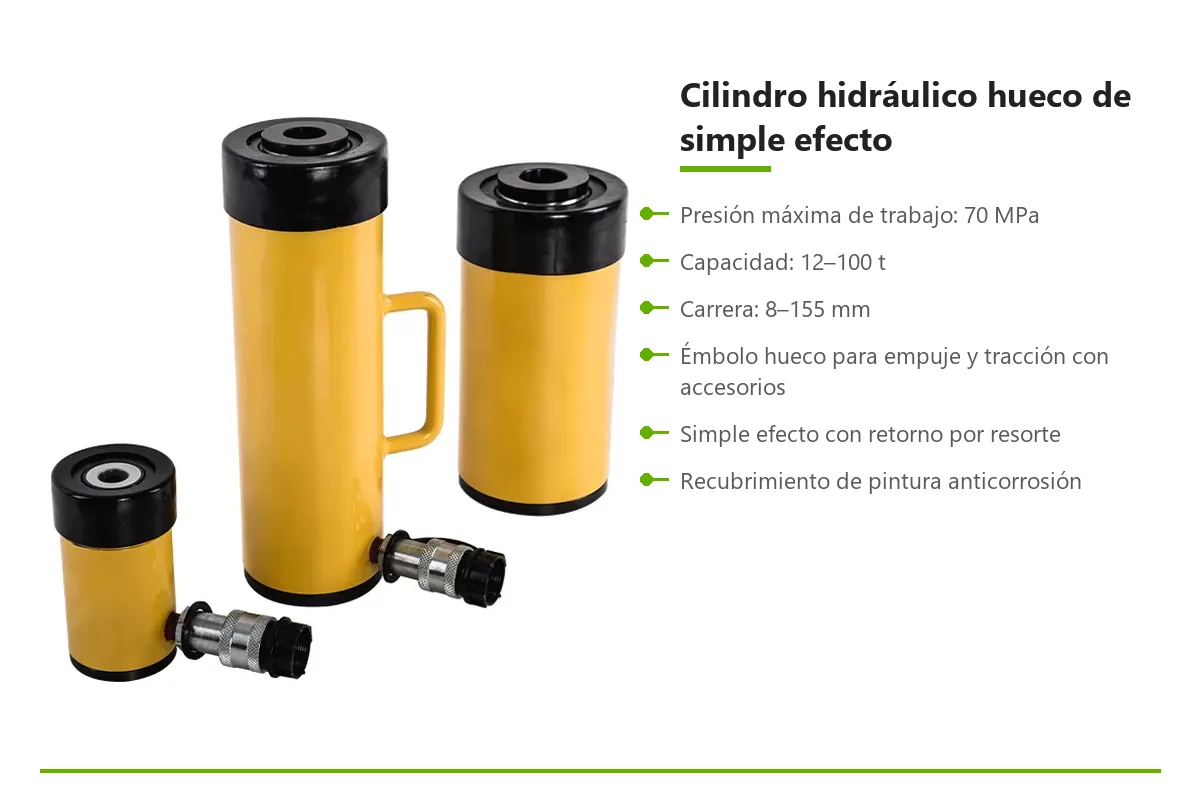 Cilindro hidráulico hueco de
simple efecto
Presión máxima de trabajo: 70 MPa
Capacidad: 12–100 t
Carrera: 8–155 mm
Émbolo hueco para empuje y tracción con
accesorios
Simple efecto con retorno por resorte
Recubrimiento de pintura anticorrosión